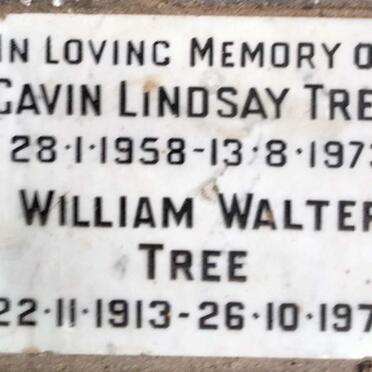 IN LOVING MEMORY O
GAVIN LINDSAY TRE
28·1·1958-13·8·197
WILLIAM WALTER
TREE
22·11·1913-26·10·197